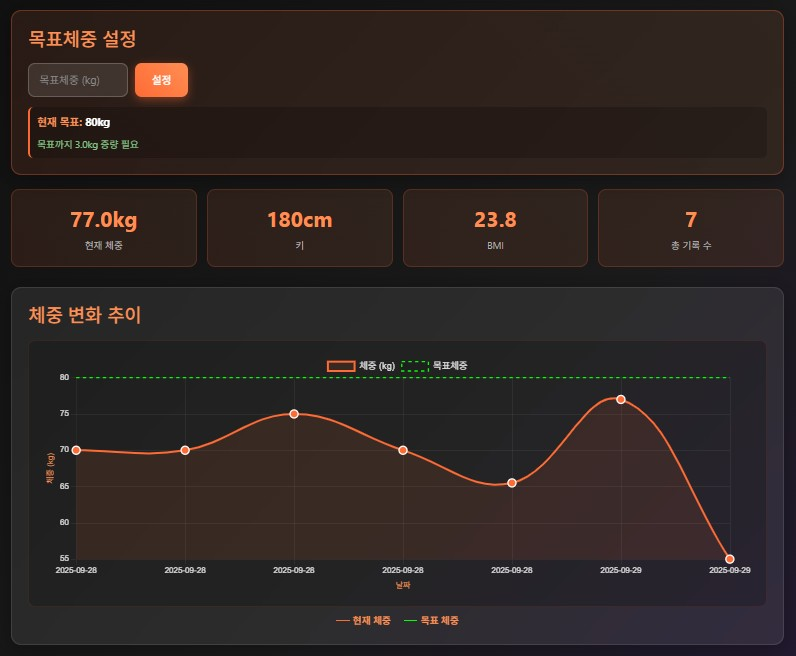 목표체중 설정
목표체중 (kg) 설정
현재 목표: 80kg
목표까지 3.0kg 증량 필요
77.0kg 180cm 23.8 7
현재 체중 키 BMI 총 기록 수
체중 변화 추이
체중 (kg) 목표체중
80
75
70
체중 (kg)
65
60
55
2025-09-28 2025-09-28 2025-09-28 2025-09-28 2025-09-28 2025-09-29 2025-09-29
날짜
현재 체중 목표 체중